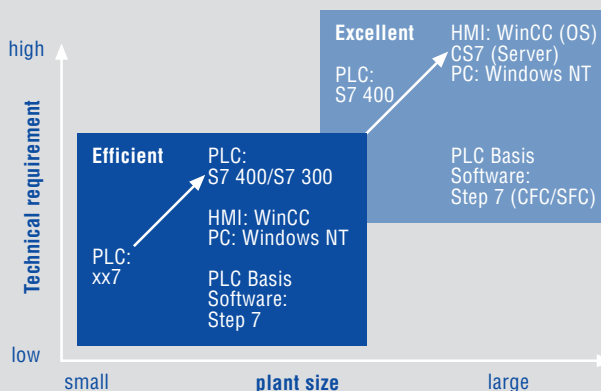 high
Technical requirement
low
Efficient
PLC:
xx7
PLC:
S7 400/S7 300
HMI: WinCC
PC: Windows NT
PLC Basis
Software:
Step 7
Excellent
PLC:
S7 400
HMI: WinCC (OS)
CS7 (Server)
PC: Windows NT
PLC Basis
Software:
Step 7 (CFC/SFC)
small
plant size
large